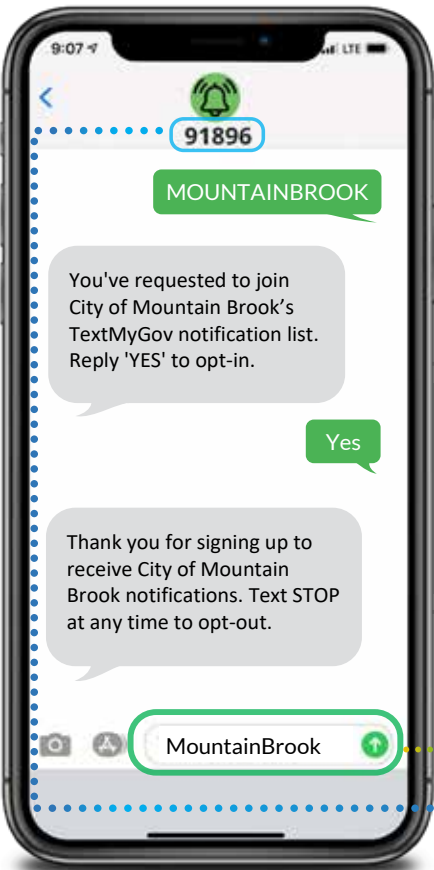 9:07
LTE
91896
MOUNTAINBROOK
You've requested to join
City of Mountain Brook’s
TextMyGov notification list.
Reply 'YES' to opt-in.
Yes
Thank you for signing up to
receive City of Mountain
Brook notifications. Text STOP
at any time to opt-out.
MountainBrook